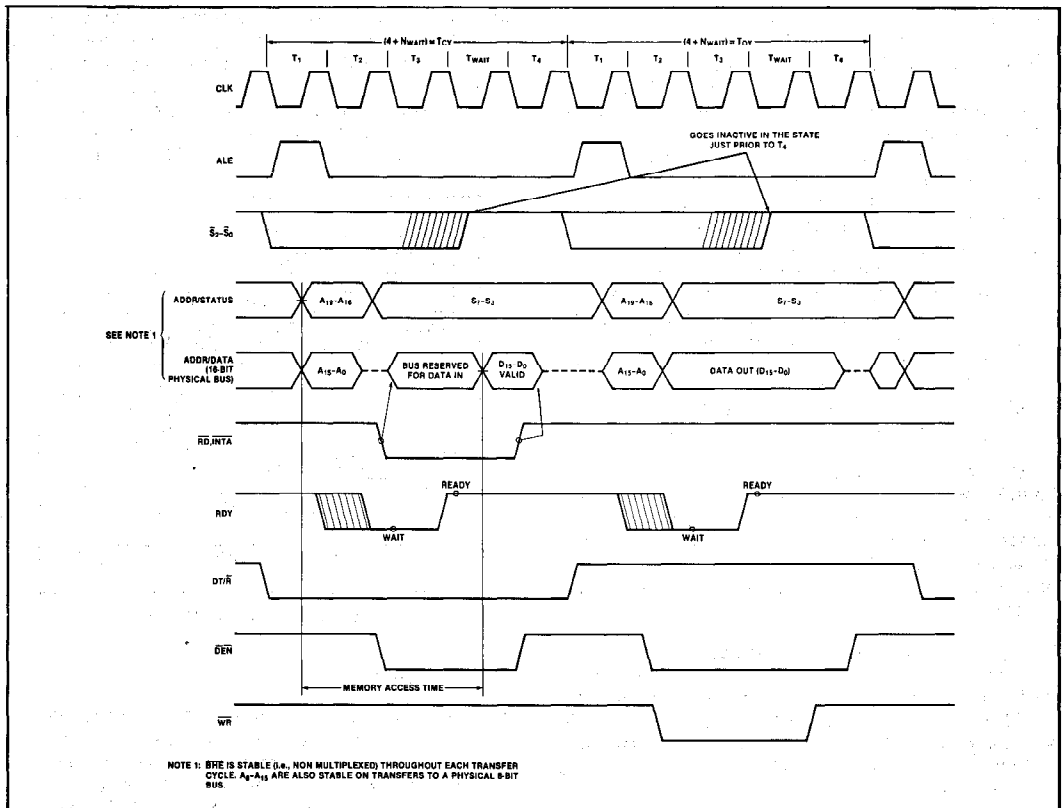 (4 + NWAIT) = TCY (4 + NWAIT) = TCY
T1 T2 T3 TWAIT T4 T1 T2 T3 TWAIT T4
CLK
GOES INACTIVE IN THE STATE
JUST PRIOR TO T4
ALE
S̅2-S̅0
ADDR/STATUS A19-A16 S7-S3 A19-A16 S7-S3
SEE NOTE 1
ADDR/DATA
(16-BIT
PHYSICAL BUS)
A15-A0
BUS RESERVED
FOR DATA IN
D15-D0
VALID
A15-A0
DATA OUT (D15-D0)
R̅D̅,I̅N̅T̅A̅
READY READY
RDY
WAIT WAIT
DT/R̅
D̅E̅N̅
MEMORY ACCESS TIME
W̅R̅
NOTE 1: B̅H̅E̅ IS STABLE (i.e., NON MULTIPLEXED) THROUGHOUT EACH TRANSFER
CYCLE. A8-A15 ARE ALSO STABLE ON TRANSFERS TO A PHYSICAL 8-BIT
BUS.